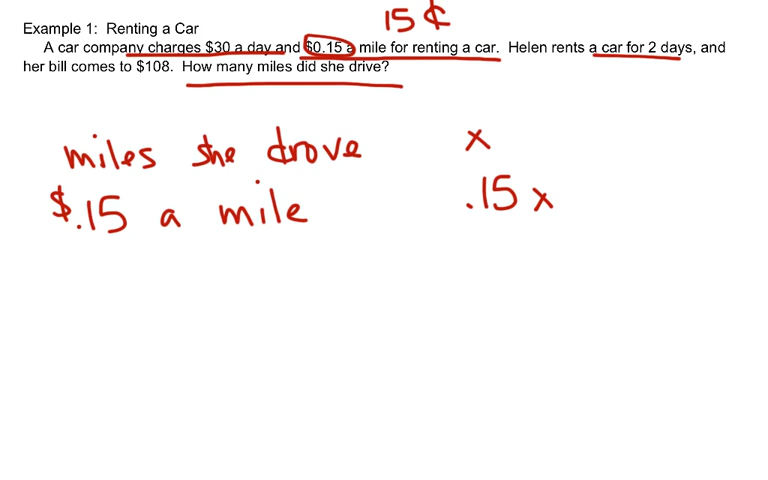 15 ¢
Example 1: Renting a Car
A car company charges $30 a day and $0.15 a mile for renting a car. Helen rents a car for 2 days, and
her bill comes to $108. How many miles did she drive?
miles she drove x
$.15 a mile .15 x